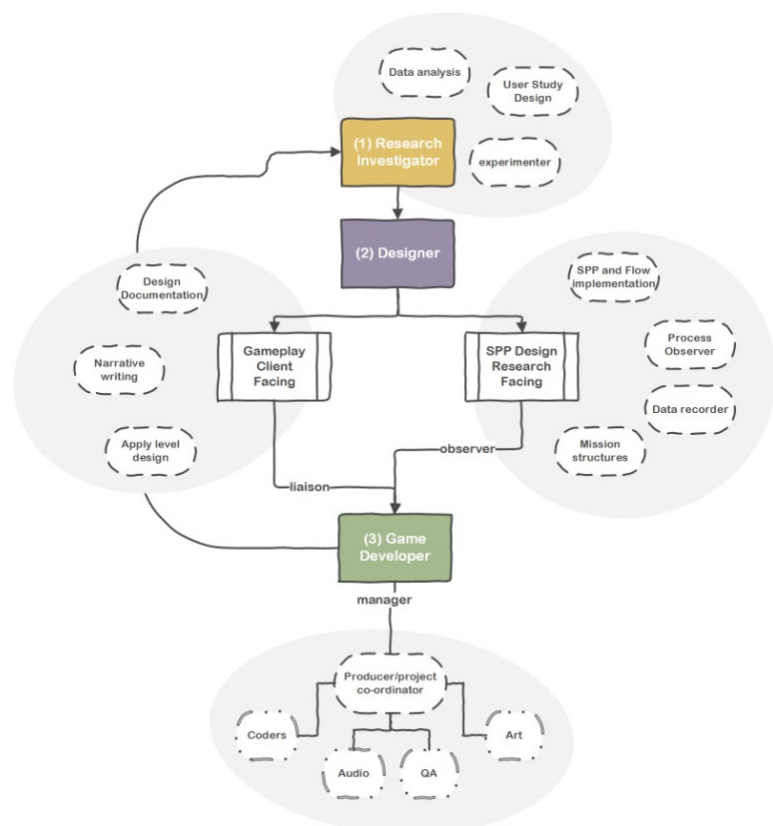 Data analysis
User Study
Design
(1) Research
Investigator
experimenter
(2) Designer
Design
Documentation
SPP and Flow
implementation
Gameplay
Client
Facing
SPP Design
Research
Facing
Process
Observer
Narrative
writing
Data recorder
Apply level
design
Mission
structures
observer
liaison
(3) Game
Developer
manager
Producer/project
co-ordinator
Coders
Art
Audio
QA